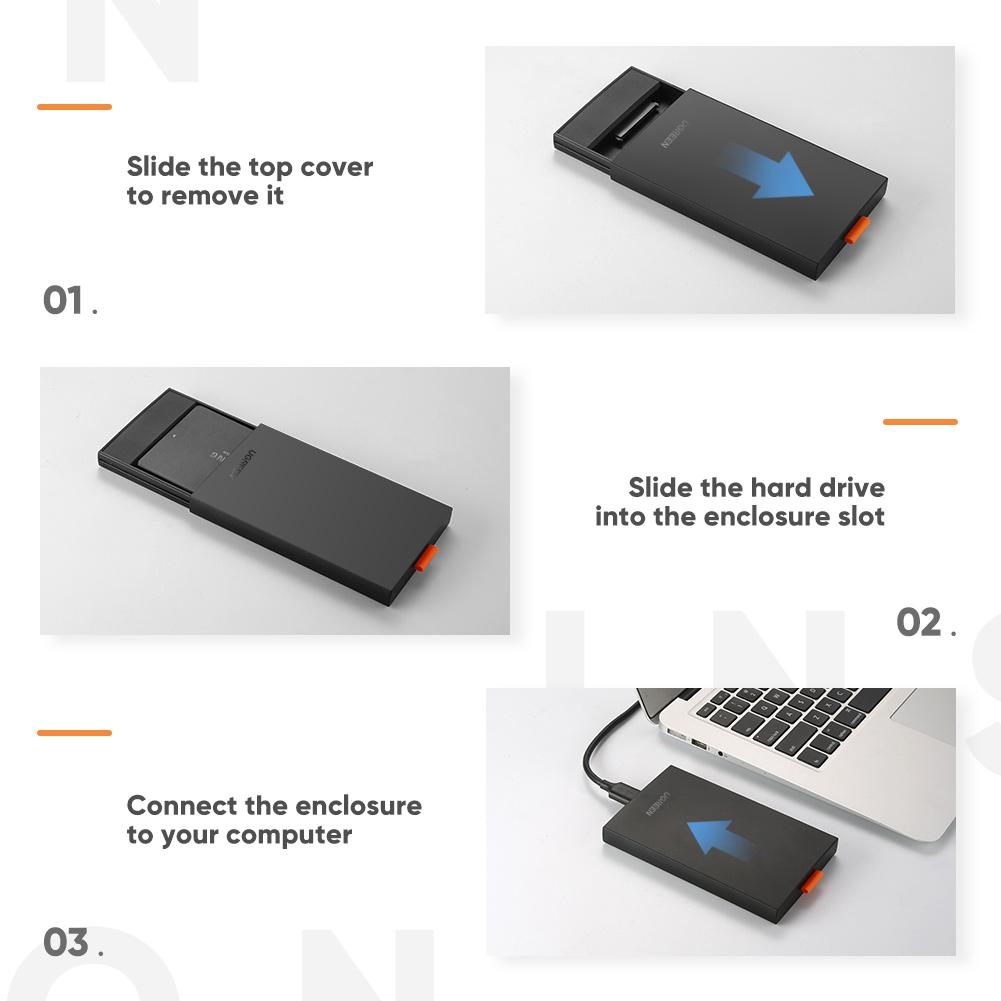 N
Slide the top cover
to remove it
01 .
UGREEN
UGREEN
Slide the hard drive
into the enclosure slot
02 .
I N S
UGREEN
Connect the enclosure
to your computer
03 .
O N